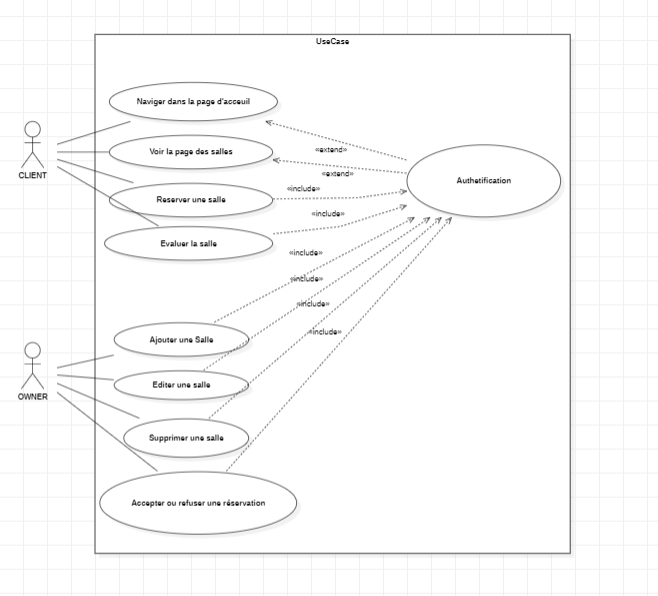 UseCase
Naviger dans la page d'acceuil
«extend»
Voir la page des salles
«extend»
CLIENT
Authetification
«include»
Reserver une salle
«include»
Evaluer la salle
«include»
«include»
«include»
«include»
Ajouter une Salle
Editer une salle
OWNER
Supprimer une salle
Accepter ou refuser une réservation